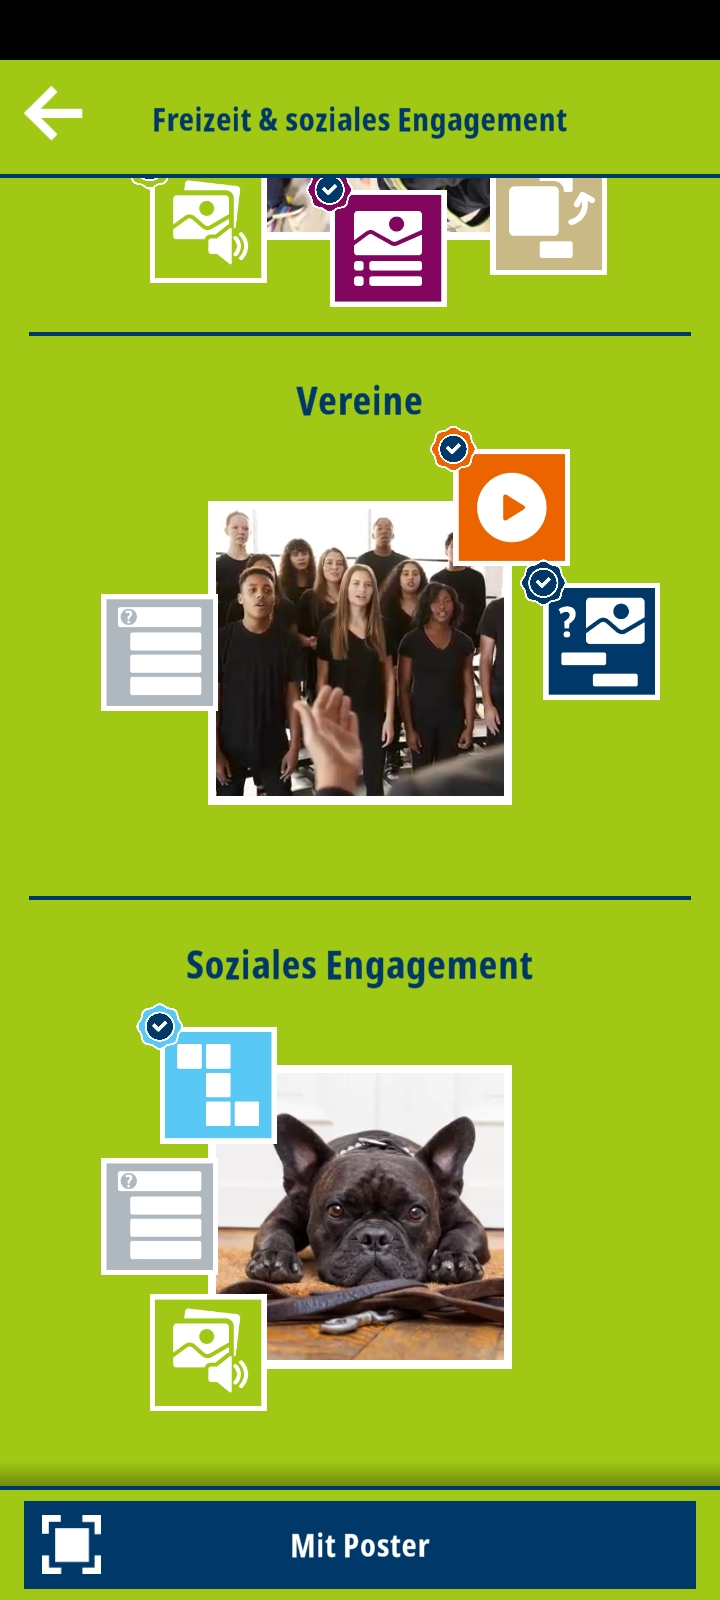 Freizeit & soziales Engagement
Vereine
?
?
Soziales Engagement
?
Mit Poster